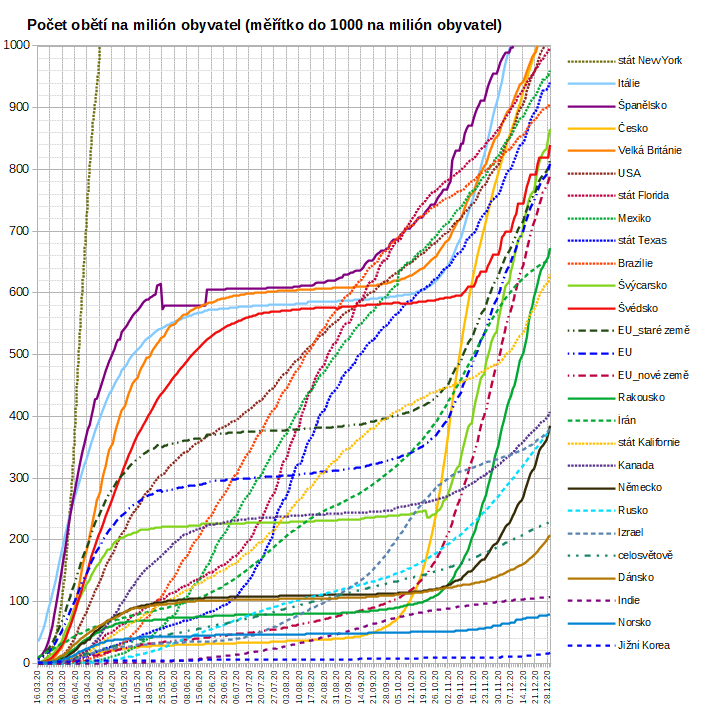 Počet obětí na milión obyvatel (měřítko do 1000 na milión obyvatel)
1000
900
800
700
600
500
400
300
200
100
0
16.03.20
23.03.20
30.03.20
06.04.20
13.04.20
20.04.20
27.04.20
04.05.20
11.05.20
18.05.20
25.05.20
01.06.20
08.06.20
15.06.20
22.06.20
29.06.20
06.07.20
13.07.20
20.07.20
27.07.20
03.08.20
10.08.20
17.08.20
24.08.20
31.08.20
07.09.20
14.09.20
21.09.20
28.09.20
05.10.20
12.10.20
19.10.20
26.10.20
02.11.20
09.11.20
16.11.20
23.11.20
30.11.20
07.12.20
14.12.20
21.12.20
28.12.20
stát NewYork
Itálie
Španělsko
Česko
Velká Británie
USA
stát Florida
Mexiko
stát Texas
Brazílie
Švýcarsko
Švédsko
EU_staré země
EU
EU_nové země
Rakousko
Írán
stát Kalifornie
Kanada
Německo
Rusko
Izrael
celosvětově
Dánsko
Indie
Norsko
Jižní Korea